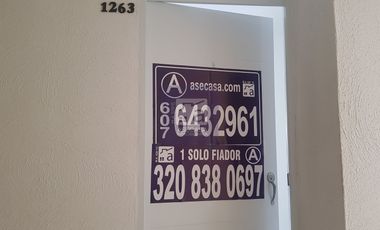 1263
A asecasa.com
607 6432961
1 SOLO FIADOR A
320 838 0697